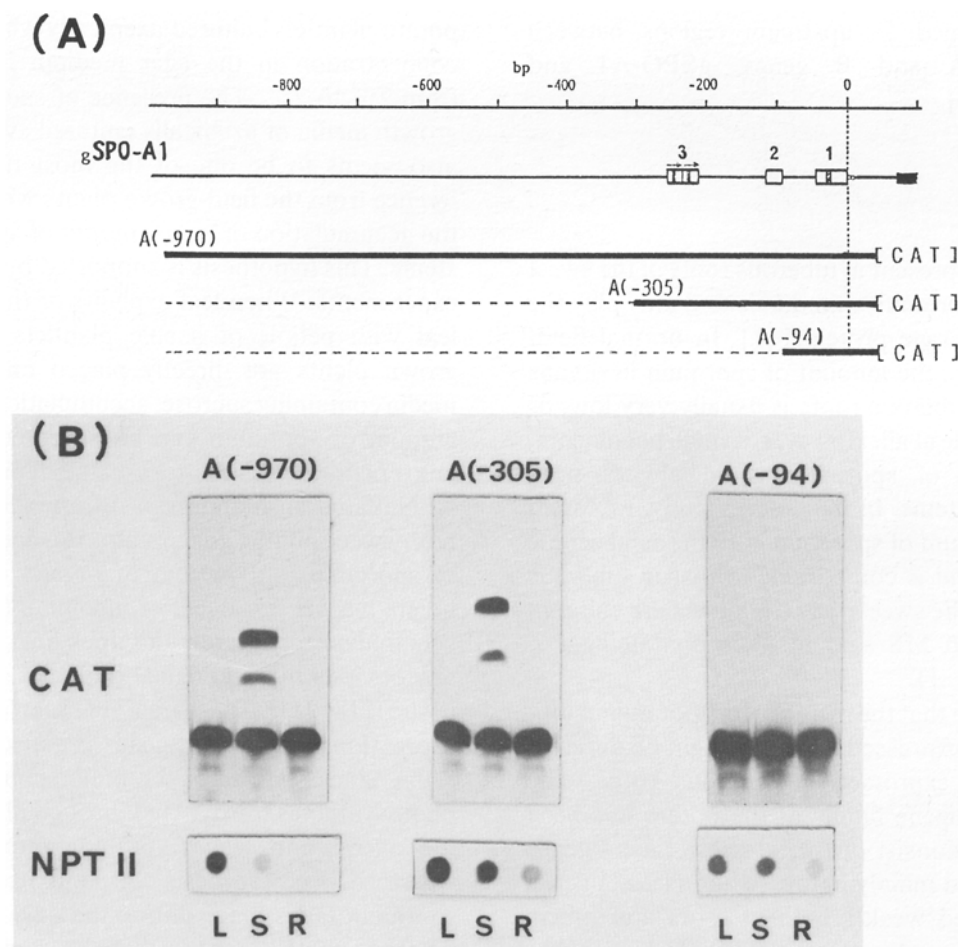 (A)
bp
-800 -600 -400 -200 0
gSPO-A1
3 2 1
A(-970)
[CAT]
A(-305)
[CAT]
A(-94)
[CAT]
(B)
A(-970) A(-305) A(-94)
CAT
NPT II
L S R L S R L S R